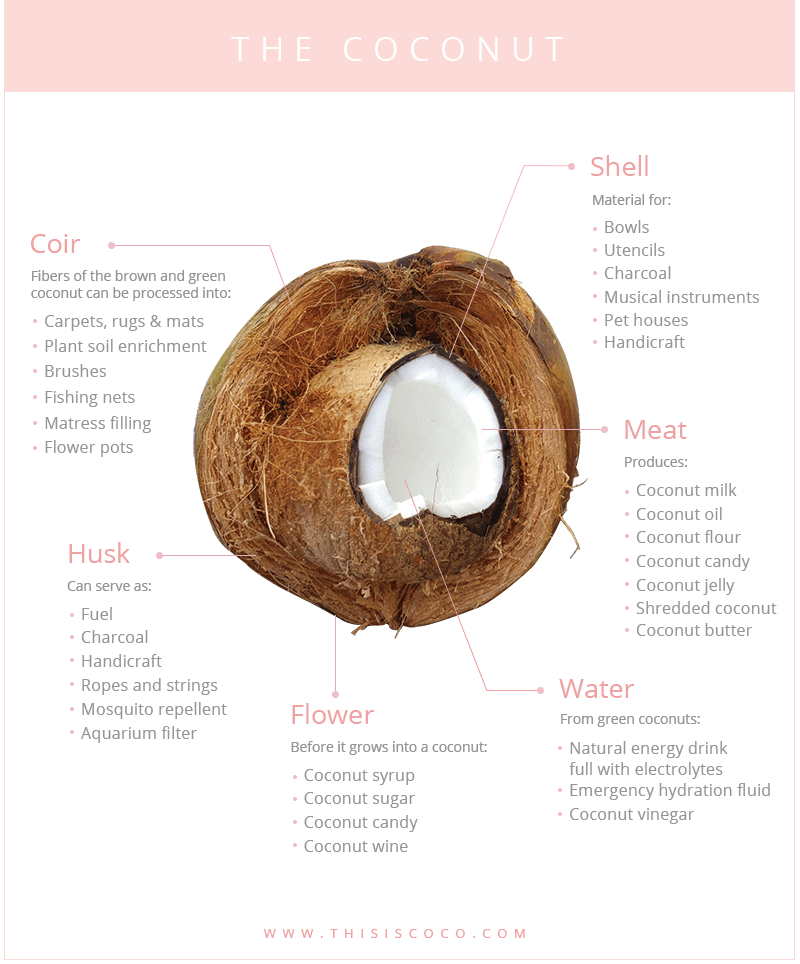 THE COCONUT
Shell
Material for:
Bowls
Utencils
Charcoal
Musical instruments
Pet houses
Handicraft
Coir
Fibers of the brown and green
coconut can be processed into:
Carpets, rugs & mats
Plant soil enrichment
Brushes
Fishing nets
Matress filling
Flower pots
Meat
Produces:
Coconut milk
Coconut oil
Coconut flour
Coconut candy
Coconut jelly
Shredded coconut
Coconut butter
Husk
Can serve as:
Fuel
Charcoal
Handicraft
Ropes and strings
Mosquito repellent
Aquarium filter
Flower
Before it grows into a coconut:
Coconut syrup
Coconut sugar
Coconut candy
Coconut wine
Water
From green coconuts:
Natural energy drink
full with electrolytes
Emergency hydration fluid
Coconut vinegar
WWW.THISISCOCO.COM